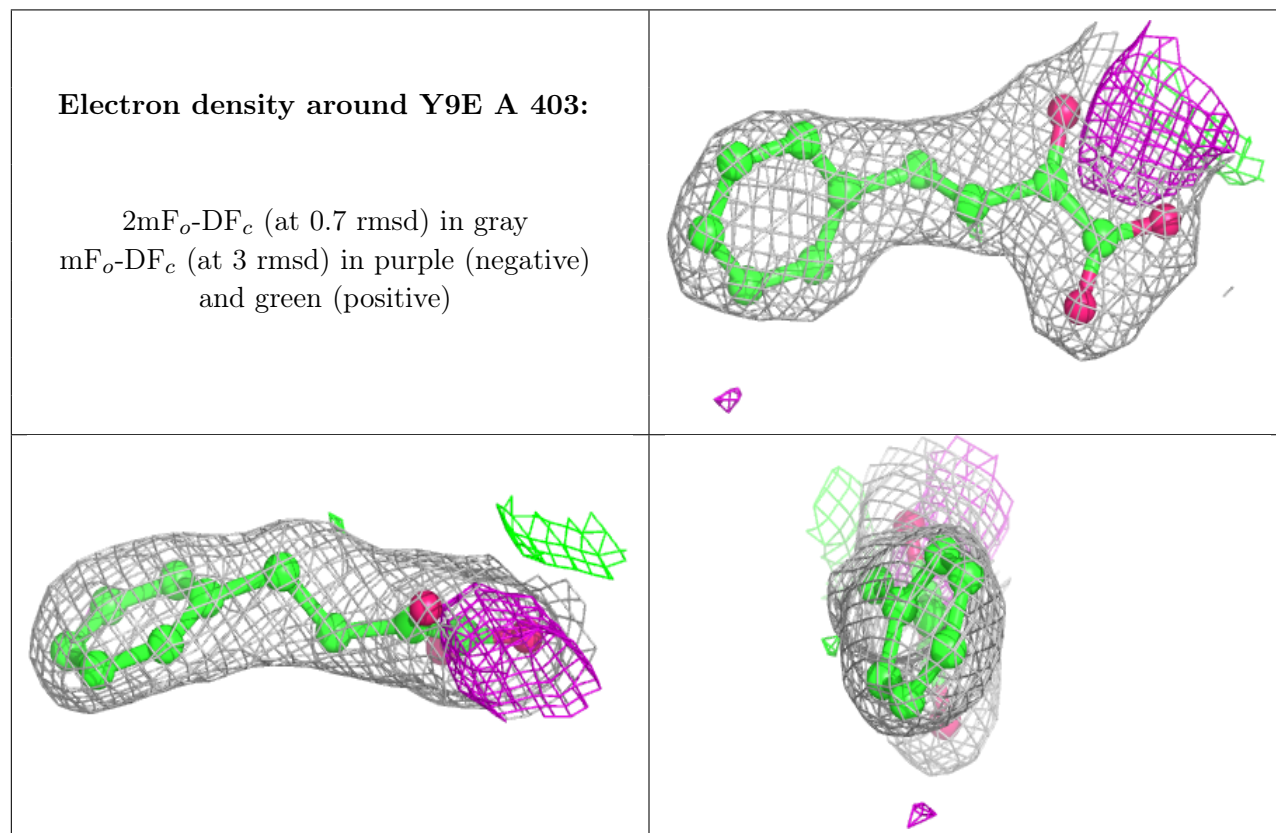 Electron density around Y9E A 403:
2mFo-DFc (at 0.7 rmsd) in gray
mFo-DFc (at 3 rmsd) in purple (negative)
and green (positive)